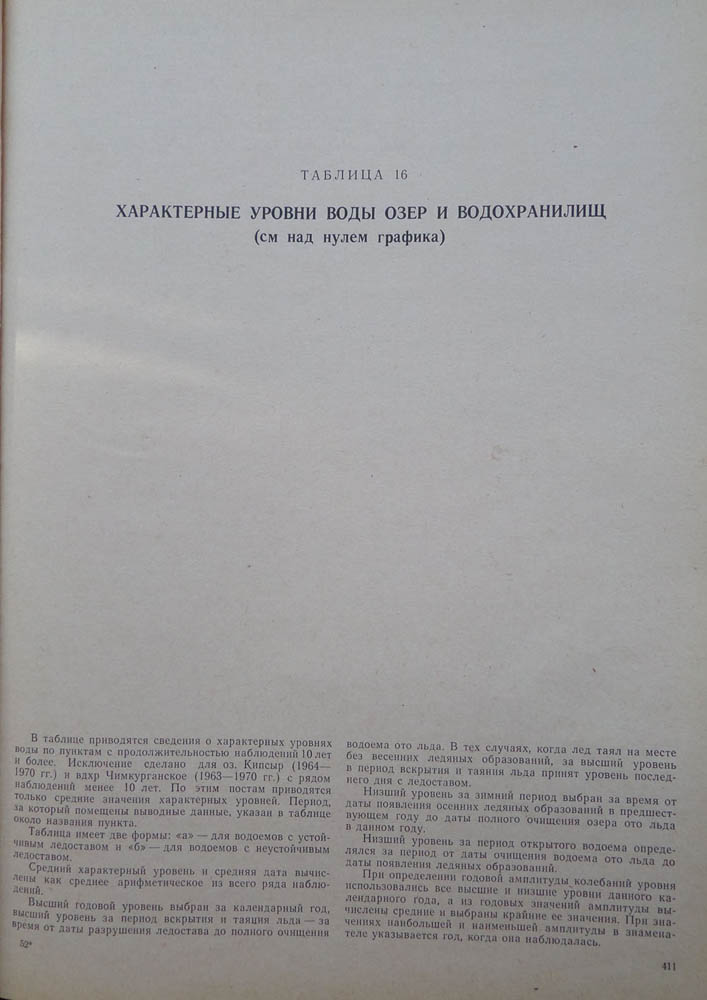 ТАБЛИЦА 16
ХАРАКТЕРНЫЕ УРОВНИ ВОДЫ ОЗЕР И ВОДОХРАНИЛИЩ
(см над нулем графика)
В таблице приводятся сведения о характерных уровнях
воды по пунктам с продолжительностью наблюдений 10 лет
и более. Исключение сделано для оз. Кипсыр (1964—
1970 гг.) и вдхр Чимкурганское (1963—1970 гг.) с рядом
наблюдений менее 10 лет. По этим постам приводятся
только средние значения характерных уровней. Период,
за который помещены выводные данные, указан в таблице
около названия пункта.
Таблица имеет две формы: «а» — для водоемов с устой-
чивым ледоставом и «б» — для водоемов с неустойчивым
ледоставом.
Средний характерный уровень и средняя дата вычис-
лены как среднее арифметическое из всего ряда наблю-
дений.
Высший годовой уровень выбран за календарный год,
высший уровень за период вскрытия и таяния льда — за
время от даты разрушения ледостава до полного очищения
52*
водоема ото льда. В тех случаях, когда лед таял на месте
без весенних ледяных образований, за высший уровень
в период вскрытия и таяния льда принят уровень послед-
него дня с ледоставом.
Низший уровень за зимний период выбран за время от
даты появления осенних ледяных образований в предшест-
вующем году до даты полного очищения озера ото льда
в данном году.
Низший уровень за период открытого водоема опреде-
лялся за период от даты очищения водоема ото льда до
даты появления ледяных образований.
При определении годовой амплитуды колебаний уровня
использовались все высшие и низшие уровни данного ка-
лендарного года, а из годовых значений амплитуды вы-
числены средние и выбраны крайние ее значения. При зна-
чениях наибольшей и наименьшей амплитуды в знамена-
теле указывается год, когда она наблюдалась.
411